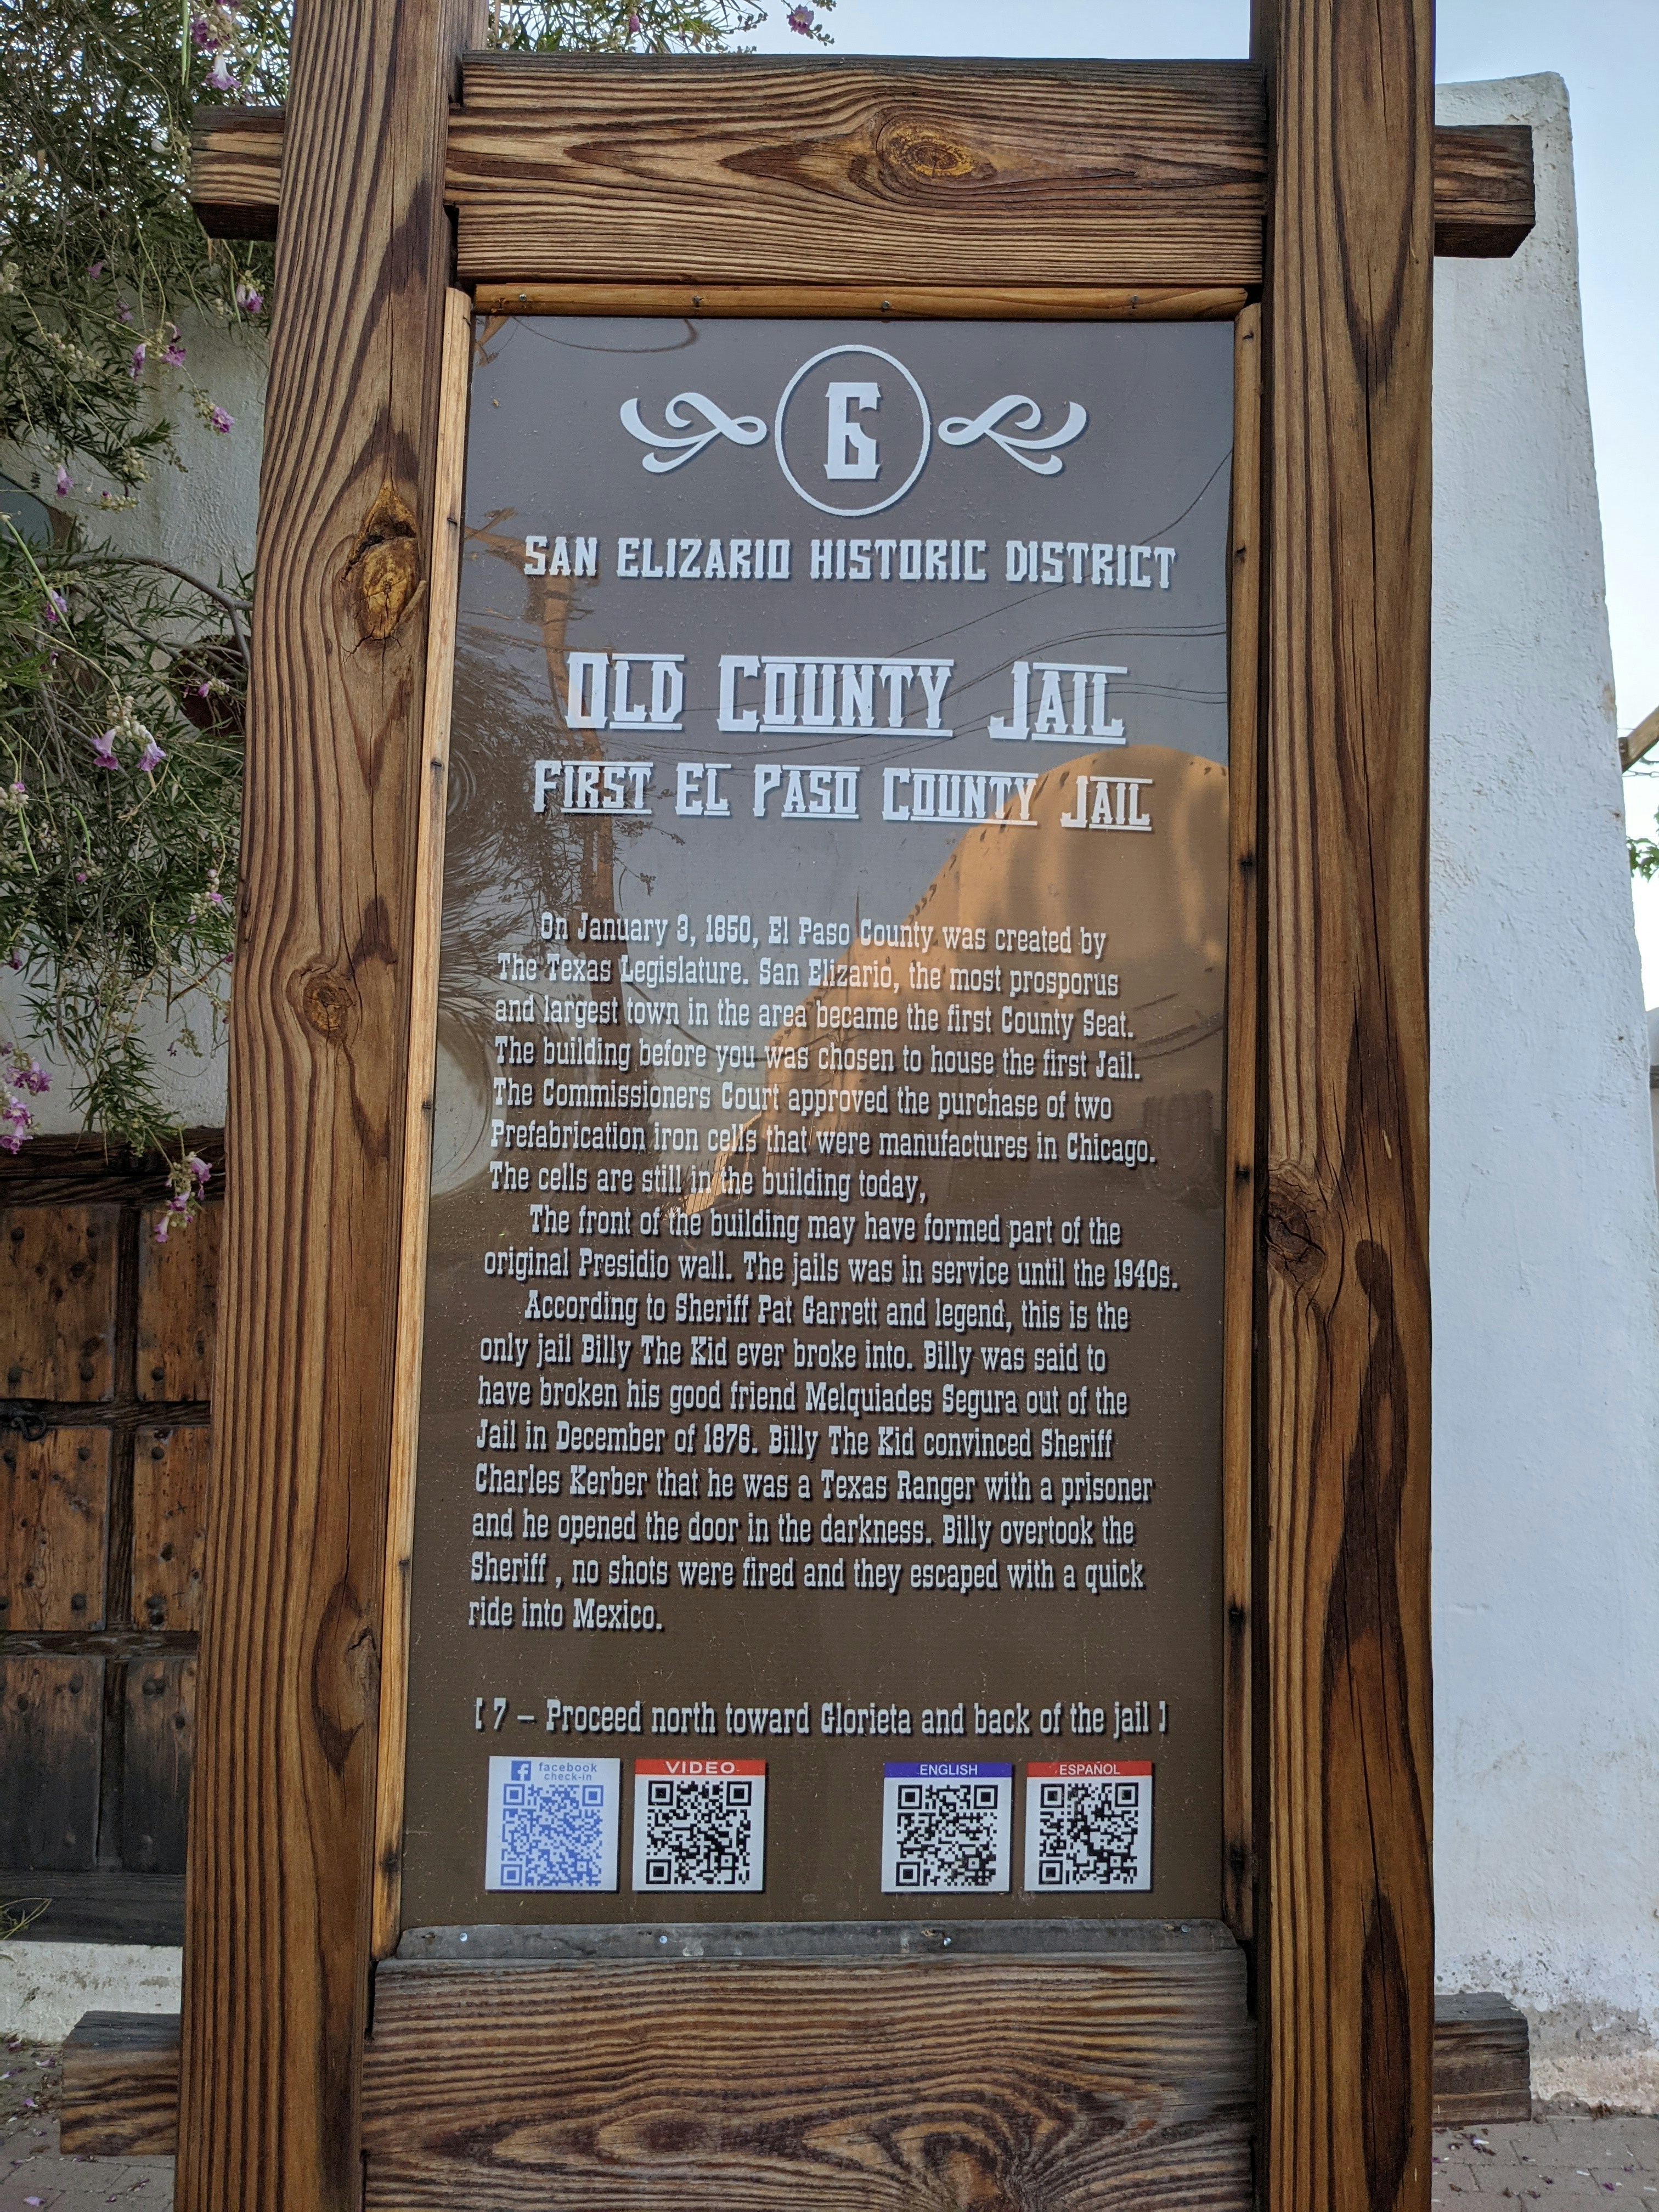 6
SAN ELIZARIO HISTORIC DISTRICT
OLD COUNTY JAIL
FIRST EL PASO COUNTY JAIL
On January 3, 1850, El Paso County was created by
The Texas Legislature. San Elizario, the most prosporus
and largest town in the area became the first County Seat.
The building before you was chosen to house the first Jail.
The Commissioners Court approved the purchase of two
Prefabrication iron cells that were manufactures in Chicago.
The cells are still in the building today,
The front of the building may have formed part of the
original Presidio wall. The jails was in service until the 1940s.
According to Sheriff Pat Garrett and legend, this is the
only jail Billy The Kid ever broke into. Billy was said to
have broken his good friend Melquiades Segura out of the
Jail in December of 1876. Billy The Kid convinced Sheriff
Charles Kerber that he was a Texas Ranger with a prisoner
and he opened the door in the darkness. Billy overtook the
Sheriff , no shots were fired and they escaped with a quick
ride into Mexico.
[ 7 – Proceed north toward Glorieta and back of the jail ]
facebook
check-in
VIDEO
ENGLISH
ESPAÑOL